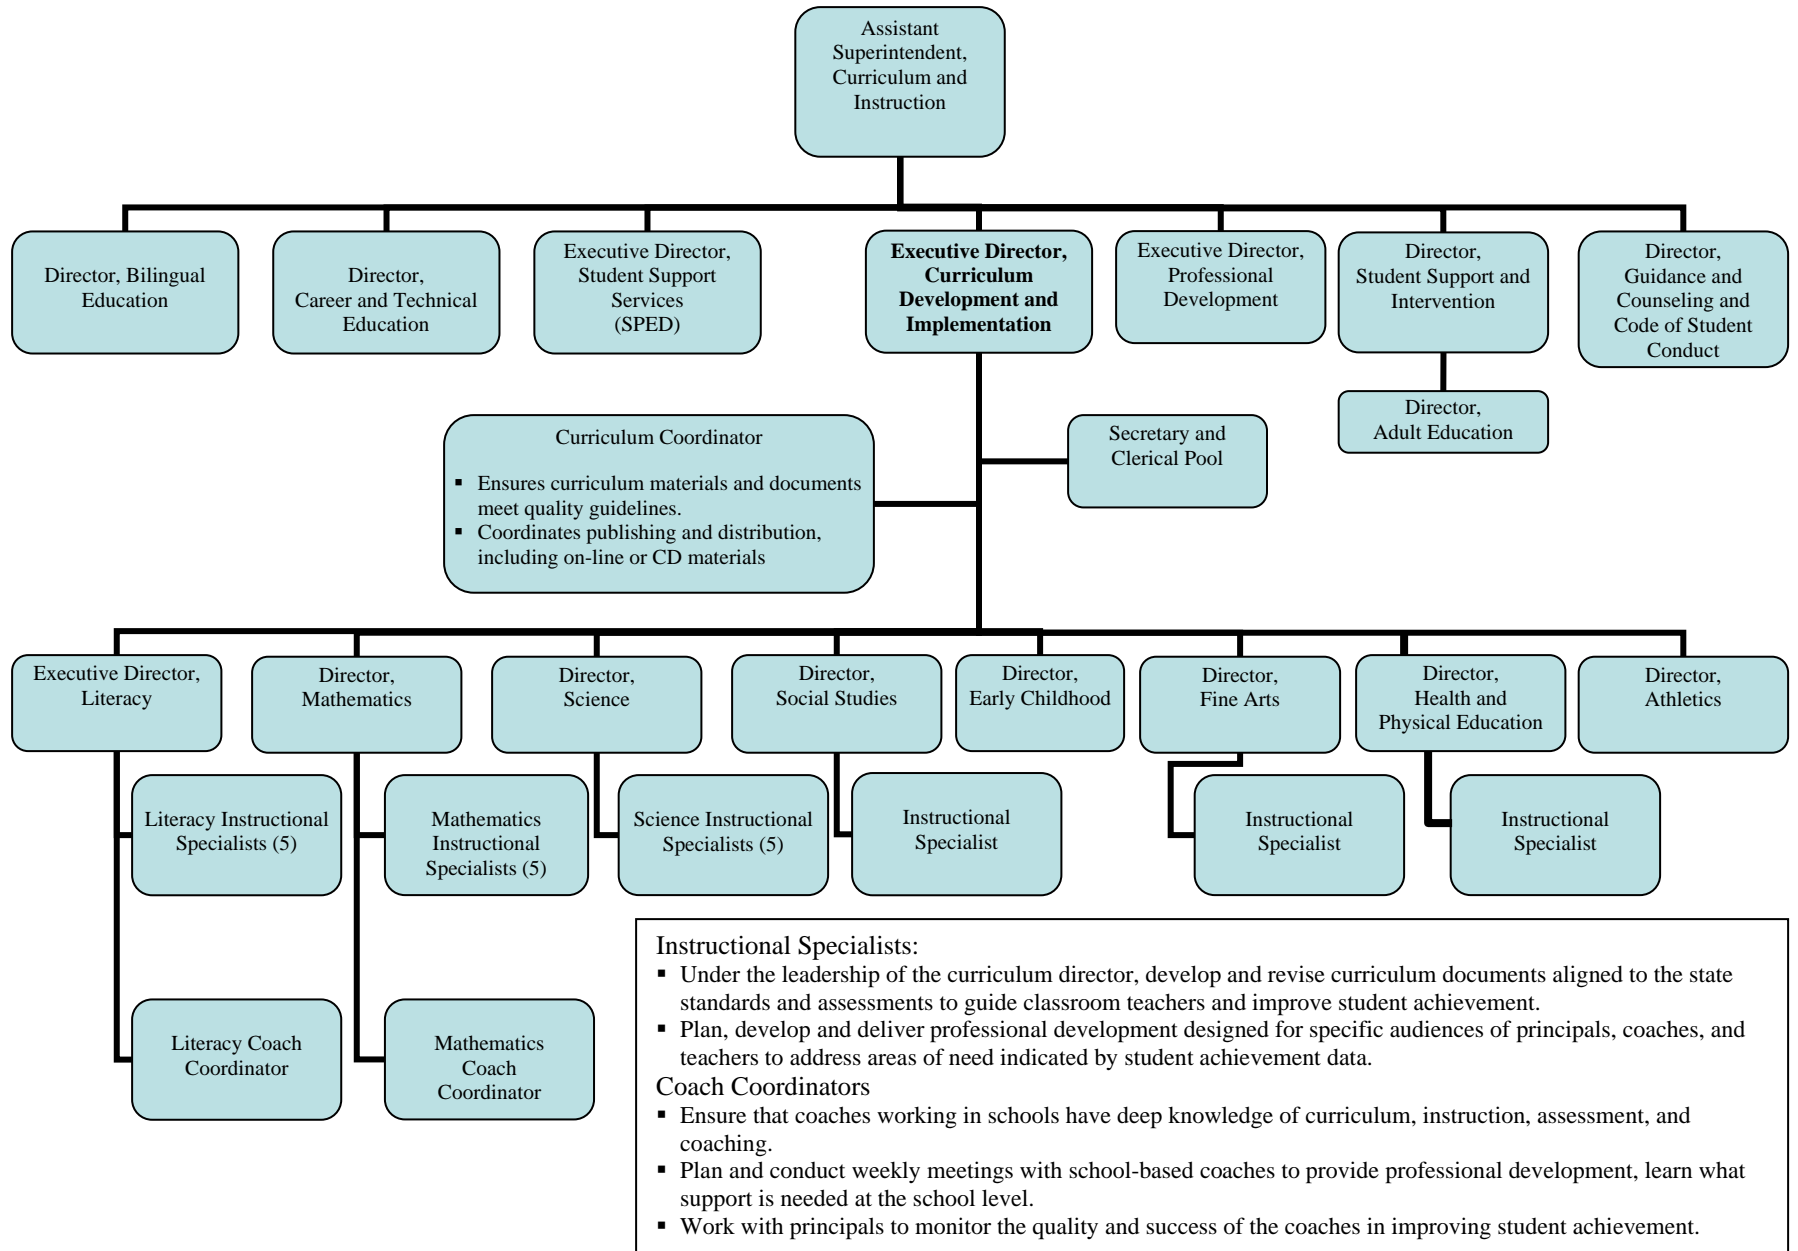 Assistant
Superintendent,
Curriculum and
Instruction
Director, Bilingual
Education
Director,
Career and Technical
Education
Executive Director,
Student Support
Services
(SPED)
Executive Director,
Curriculum
Development and
Implementation
Executive Director,
Professional
Development
Director,
Student Support and
Intervention
Director,
Guidance and
Counseling and
Code of Student
Conduct
Director,
Adult Education
Curriculum Coordinator
▪ Ensures curriculum materials and documents
meet quality guidelines.
▪ Coordinates publishing and distribution,
including on-line or CD materials
Secretary and
Clerical Pool
Executive Director,
Literacy
Director,
Mathematics
Director,
Science
Director,
Social Studies
Director,
Early Childhood
Director,
Fine Arts
Director,
Health and
Physical Education
Director,
Athletics
Literacy Instructional
Specialists (5)
Mathematics
Instructional
Specialists (5)
Science Instructional
Specialists (5)
Instructional
Specialist
Instructional
Specialist
Instructional
Specialist
Literacy Coach
Coordinator
Mathematics
Coach
Coordinator
Instructional Specialists:
▪ Under the leadership of the curriculum director, develop and revise curriculum documents aligned to the state
standards and assessments to guide classroom teachers and improve student achievement.
▪ Plan, develop and deliver professional development designed for specific audiences of principals, coaches, and
teachers to address areas of need indicated by student achievement data.
Coach Coordinators
▪ Ensure that coaches working in schools have deep knowledge of curriculum, instruction, assessment, and
coaching.
▪ Plan and conduct weekly meetings with school-based coaches to provide professional development, learn what
support is needed at the school level.
▪ Work with principals to monitor the quality and success of the coaches in improving student achievement.